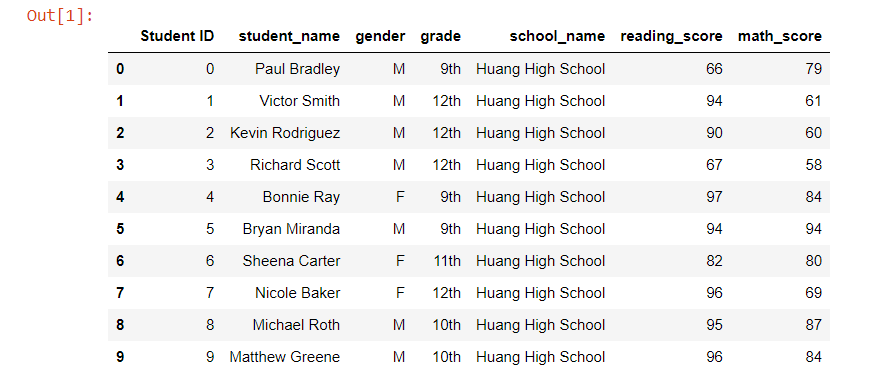 Out[1]:
Student ID student_name gender grade school_name reading_score math_score
0 0 Paul Bradley M 9th Huang High School 66 79
1 1 Victor Smith M 12th Huang High School 94 61
2 2 Kevin Rodriguez M 12th Huang High School 90 60
3 3 Richard Scott M 12th Huang High School 67 58
4 4 Bonnie Ray F 9th Huang High School 97 84
5 5 Bryan Miranda M 9th Huang High School 94 94
6 6 Sheena Carter F 11th Huang High School 82 80
7 7 Nicole Baker F 12th Huang High School 96 69
8 8 Michael Roth M 10th Huang High School 95 87
9 9 Matthew Greene M 10th Huang High School 96 84